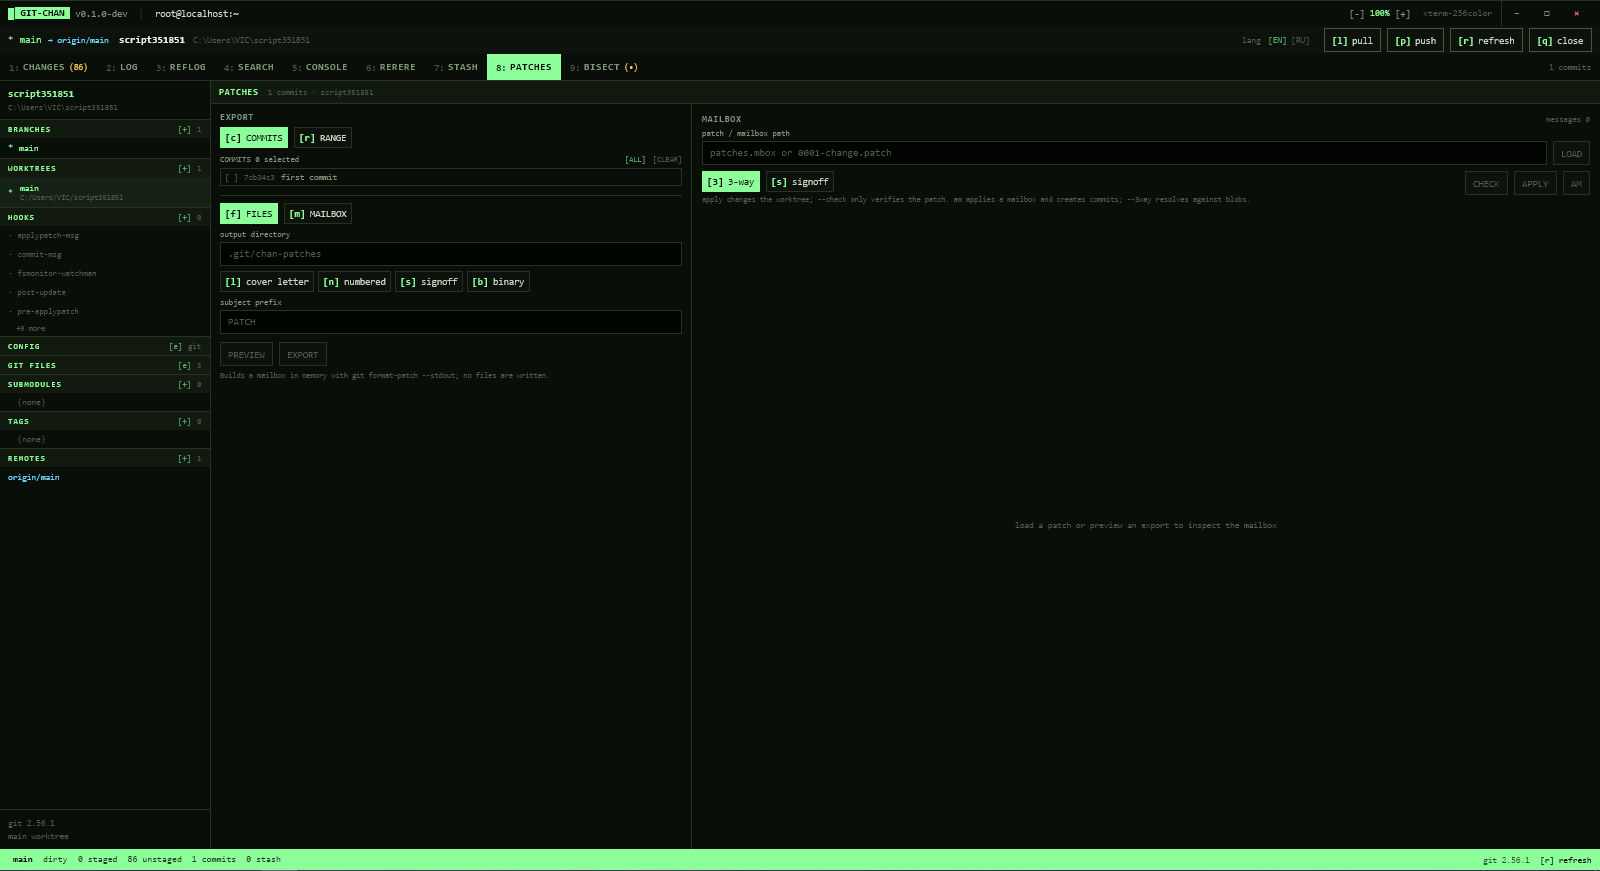 GIT-CHAN v0.1.0-dev | root@localhost:~ [-] 100% [+] xterm-256color
* main → origin/main script351851 C:\Users\VIC\script351851 lang [EN] [RU] [l] pull [p] push [r] refresh [q] close
1: CHANGES (86) 2: LOG 3: REFLOG 4: SEARCH 5: CONSOLE 6: RERERE 7: STASH 8: PATCHES 9: BISECT (•) 1 commits
script351851
C:\Users\VIC\script351851
BRANCHES [+] 1
* main
WORKTREES [+] 1
* main
C:/Users/VIC/script351851
HOOKS [+] 0
· applypatch-msg
· commit-msg
· fsmonitor-watchman
· post-update
· pre-applypatch
+9 more
CONFIG [e] git
GIT FILES [e] 3
SUBMODULES [+] 0
(none)
TAGS [+] 0
(none)
REMOTES [+] 1
origin/main
git 2.56.1
main worktree
PATCHES 1 commits · script351851
EXPORT
[c] COMMITS [r] RANGE
COMMITS 0 selected [ALL] [CLEAR]
[ ] 7cb34c3 first commit
[f] FILES [m] MAILBOX
output directory
.git/chan-patches
[l] cover letter [n] numbered [s] signoff [b] binary
subject prefix
PATCH
PREVIEW EXPORT
Builds a mailbox in memory with git format-patch --stdout; no files are written.
MAILBOX messages 0
patch / mailbox path
patches.mbox or 0001-change.patch LOAD
[3] 3-way [s] signoff CHECK APPLY AM
apply changes the worktree; --check only verifies the patch. am applies a mailbox and creates commits; --3way resolves against blobs.
load a patch or preview an export to inspect the mailbox
main dirty 0 staged 86 unstaged 1 commits 0 stash git 2.56.1 [r] refresh